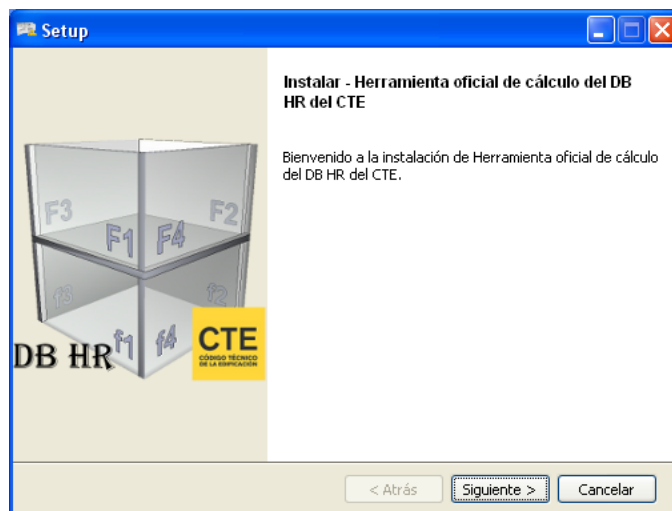 Setup
Instalar - Herramienta oficial de cálculo del DB
HR del CTE
Bienvenido a la instalación de Herramienta oficial de cálculo
del DB HR del CTE.
F3
F2
F1
F4
f3
f2
f1
f4
DB HR
CTE
CÓDIGO TÉCNICO
DE LA EDIFICACIÓN
< Atrás
Siguiente >
Cancelar